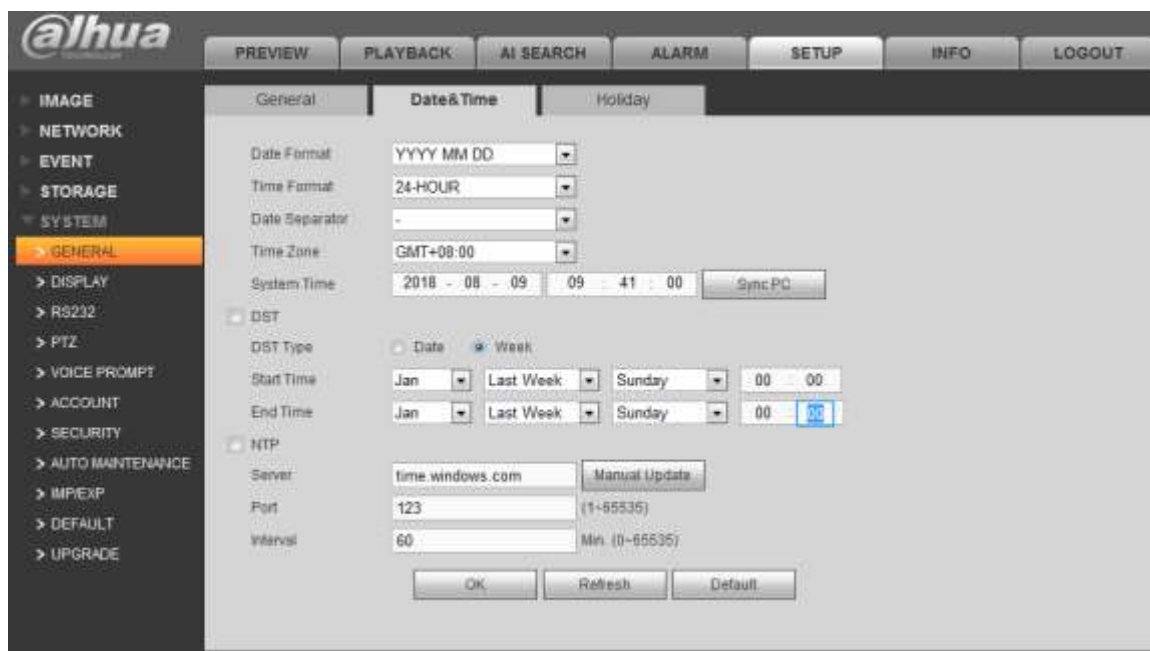 alhua
PREVIEW PLAYBACK AI SEARCH ALARM SETUP INFO LOGOUT
IMAGE
NETWORK
EVENT
STORAGE
SYSTEM
> GENERAL
> DISPLAY
> RS232
> PTZ
> VOICE PROMPT
> ACCOUNT
> SECURITY
> AUTO MAINTENANCE
> IMP/EXP
> DEFAULT
> UPGRADE
General Date&Time Holiday
Date Format YYYY MM DD
Time Format 24-HOUR
Date Separator -
Time Zone GMT+08:00
System Time 2018 - 08 - 09 09 : 41 : 00 Sync PC
DST
DST Type Date Week
Start Time Jan Last Week Sunday 00 : 00
End Time Jan Last Week Sunday 00 : 00
NTP
Server time.windows.com Manual Update
Port 123 (1~65535)
Interval 60 Min. (0~65535)
OK Refresh Default